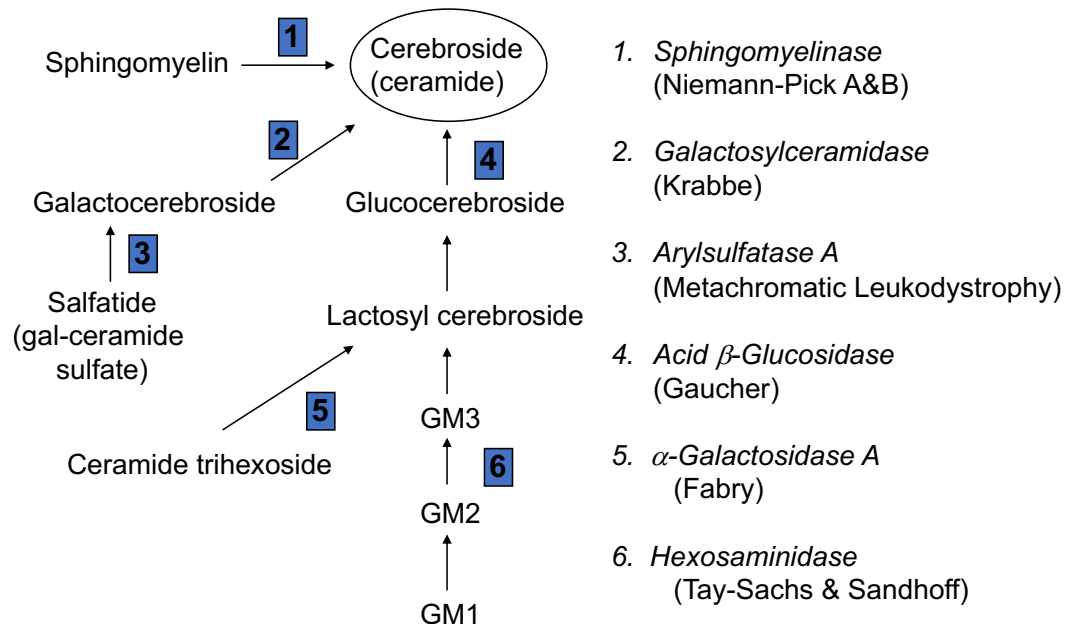 1
Sphingomyelin
Cerebroside
(ceramide)
2
4
Galactocerebroside
Glucocerebroside
3
Salfatide
(gal-ceramide
sulfate)
Lactosyl cerebroside
5
GM3
Ceramide trihexoside
6
GM2
GM1
1. Sphingomyelinase
(Niemann-Pick A&B)
2. Galactosylceramidase
(Krabbe)
3. Arylsulfatase A
(Metachromatic Leukodystrophy)
4. Acid β-Glucosidase
(Gaucher)
5. α-Galactosidase A
(Fabry)
6. Hexosaminidase
(Tay-Sachs & Sandhoff)